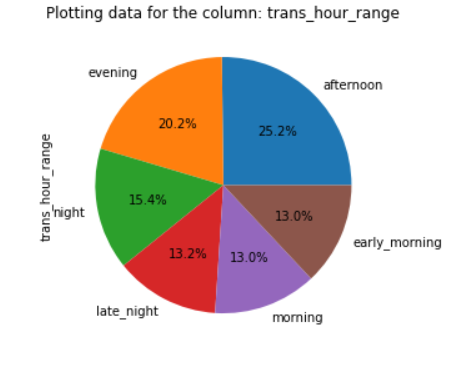 Plotting data for the column: trans_hour_range
evening
afternoon
20.2%
25.2%
trans_hour_range
night
15.4%
13.0%
13.2%
13.0%
early_morning
late_night
morning